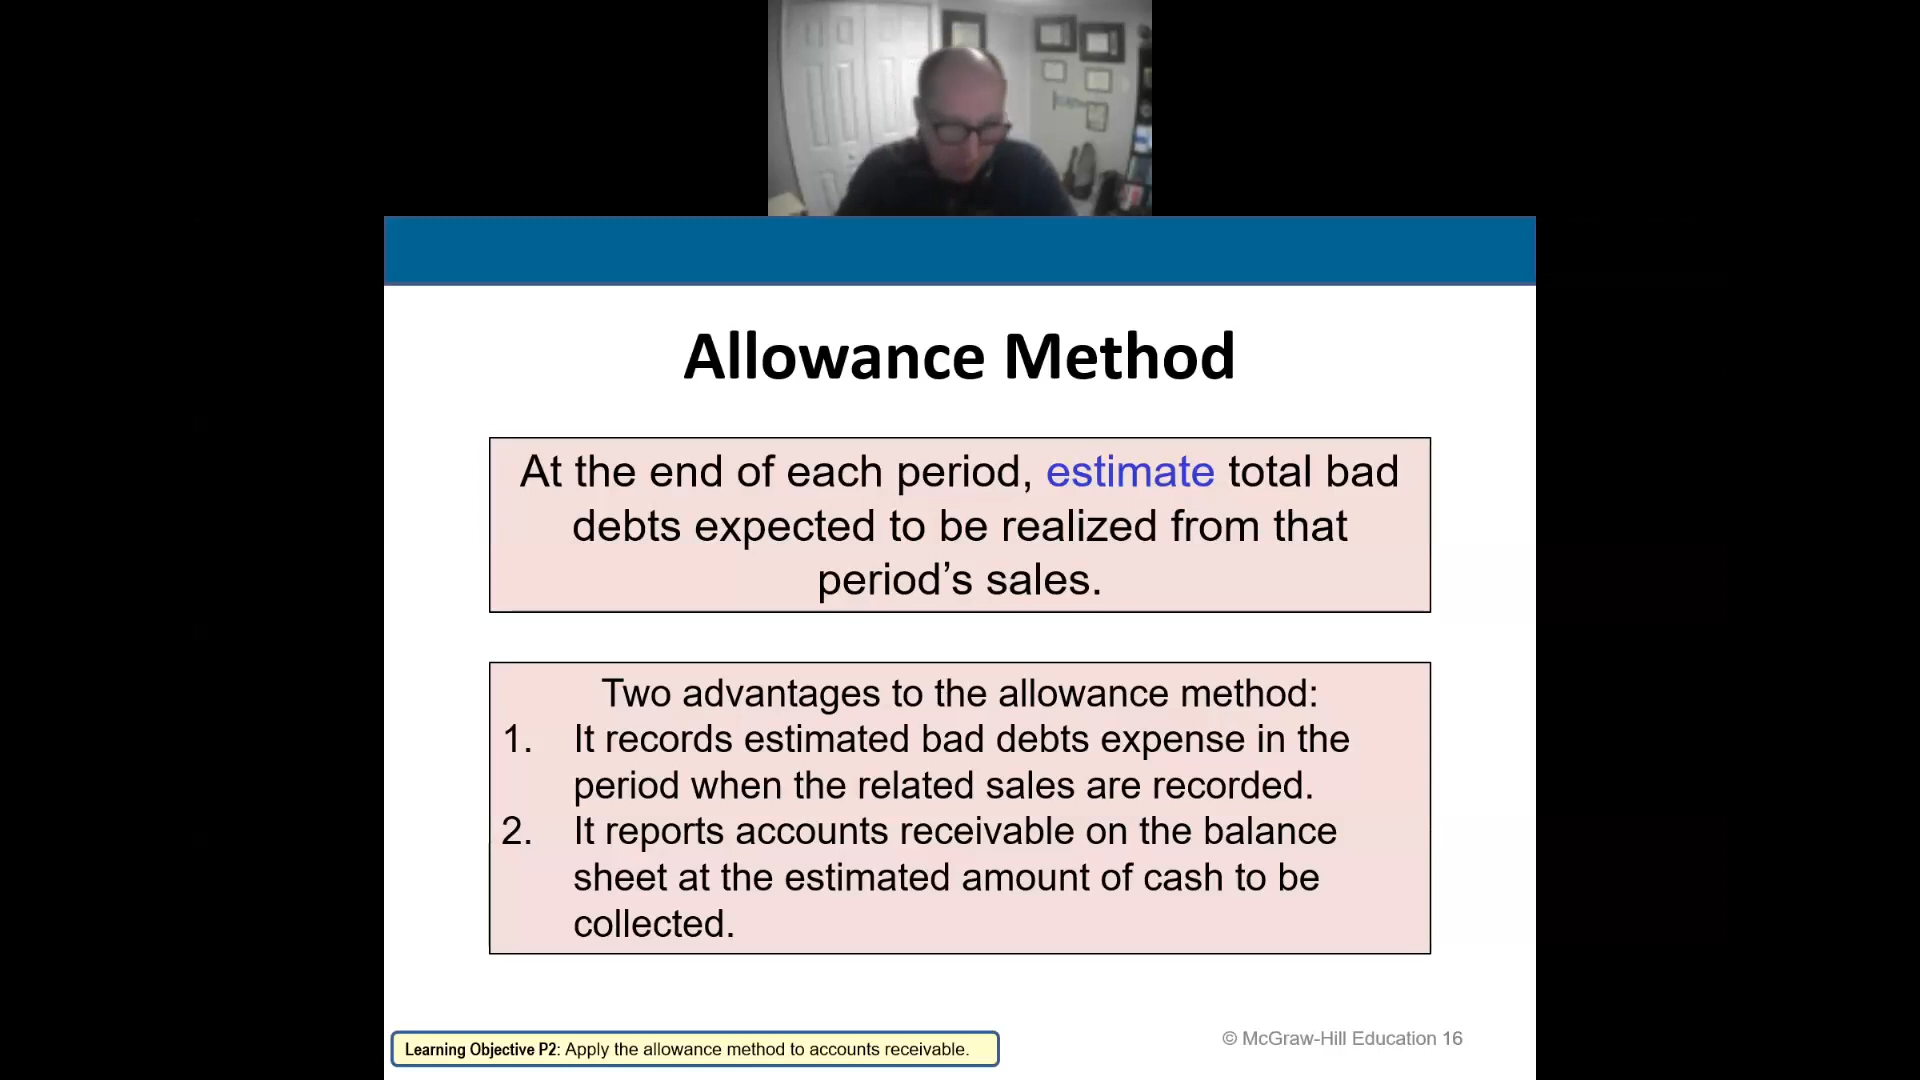 Allowance Method
At the end of each period, estimate total bad
debts expected to be realized from that
period’s sales.
Two advantages to the allowance method:
1. It records estimated bad debts expense in the
period when the related sales are recorded.
2. It reports accounts receivable on the balance
sheet at the estimated amount of cash to be
collected.
Learning Objective P2: Apply the allowance method to accounts receivable.
© McGraw-Hill Education 16